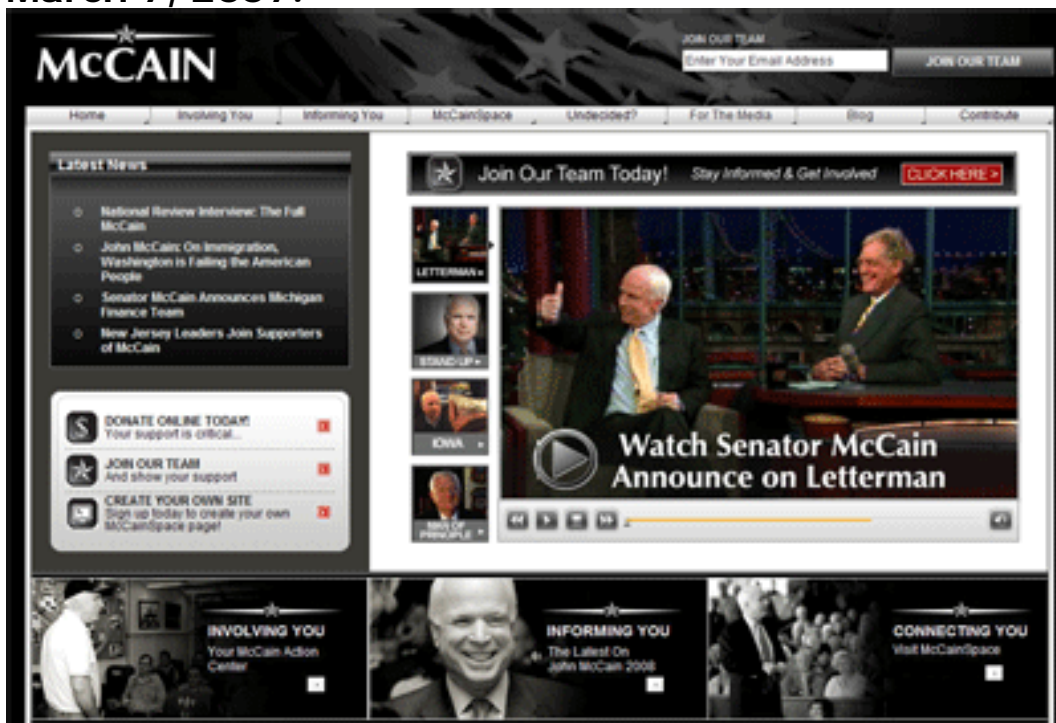 McCAIN
JOIN OUR TEAM
Enter Your Email Address
JOIN OUR TEAM
Home
Involving You
Informing You
McCainSpace
Undecided?
For The Media
Blog
Contribute
Latest News
National Review Interview: The Full
McCain
John McCain: On Immigration,
Washington is Failing the American
People
Senator McCain Announces Michigan
Finance Team
New Jersey Leaders Join Supporters
of McCain
DONATE ONLINE TODAY!
Your support is critical...
JOIN OUR TEAM
And show your support
CREATE YOUR OWN SITE
Sign up today to create your own
McCainSpace page!
Join Our Team Today!
Stay Informed & Get Involved
CLICK HERE >
LETTERMAN
STAND UP
IOWA
MAN OF
PRINCIPLE
Watch Senator McCain
Announce on Letterman
INVOLVING YOU
Your McCain Action
Center
INFORMING YOU
The Latest On
John McCain 2008
CONNECTING YOU
Visit McCainSpace